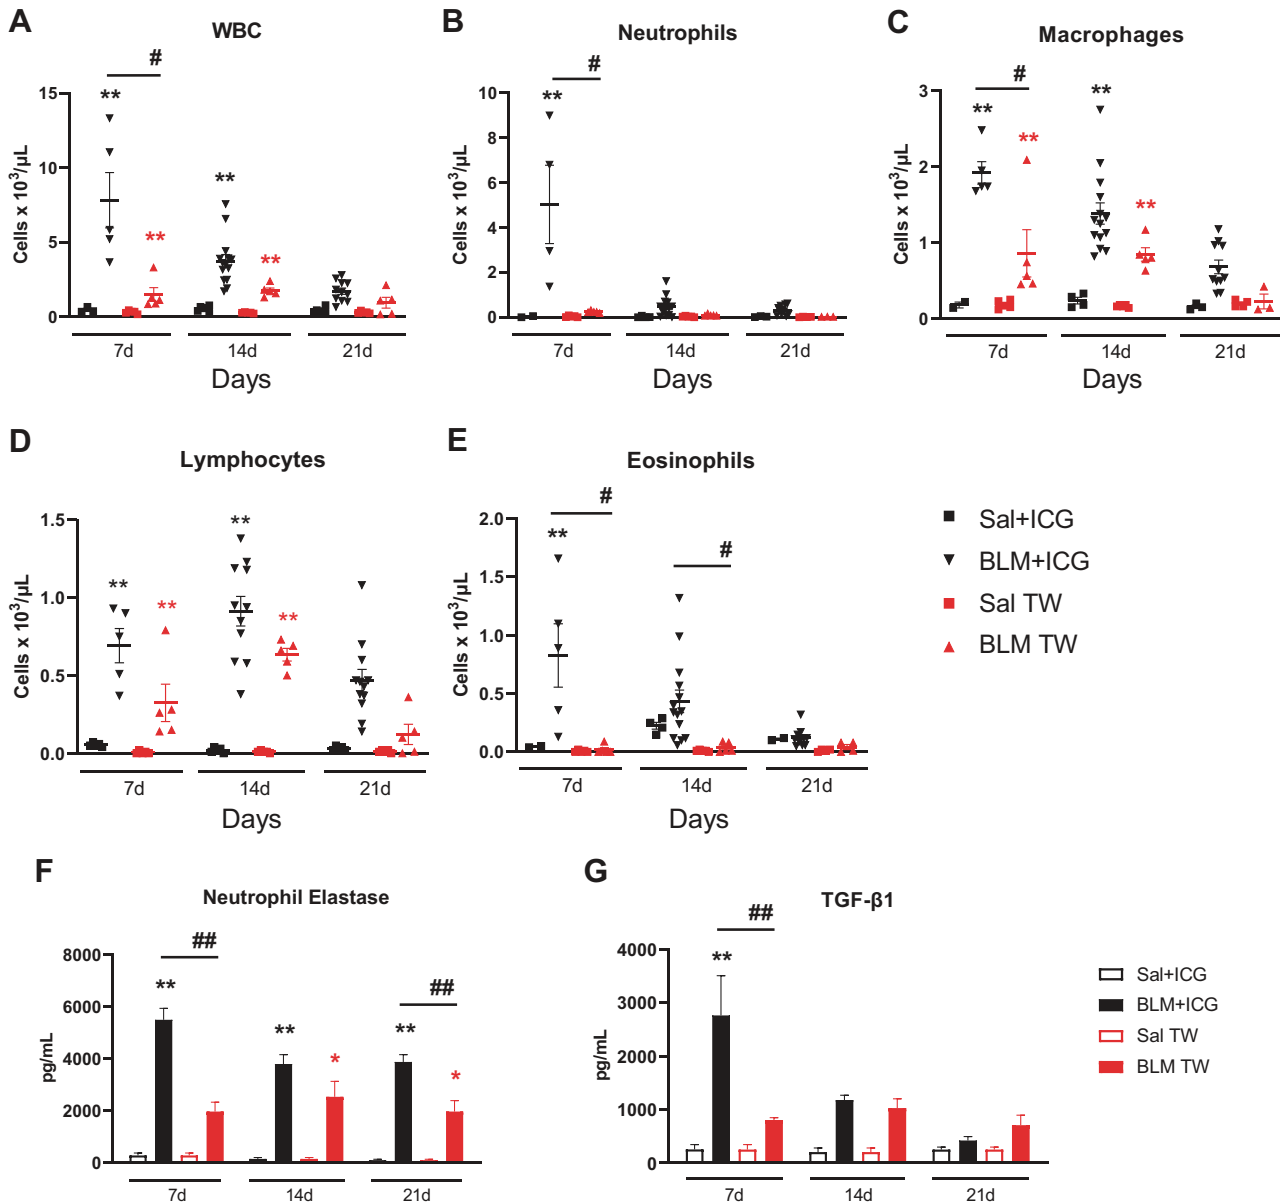 A
WBC
#
**
**
**
**
15
10
5
0
Cells x 10³/µL
7d
14d
21d
Days
B
Neutrophils
#
**
10
8
6
4
2
0
Cells x 10³/µL
7d
14d
21d
Days
C
Macrophages
#
**
**
**
**
3
2
1
0
Cells x 10³/µL
7d
14d
21d
Days
D
Lymphocytes
**
**
**
**
1.5
1.0
0.5
0.0
Cells x 10³/µL
7d
14d
21d
Days
E
Eosinophils
#
**
#
2.0
1.5
1.0
0.5
0.0
Cells x 10³/µL
7d
14d
21d
Days
Sal+ICG
BLM+ICG
Sal TW
BLM TW
F
Neutrophil Elastase
##
**
**
*
##
**
*
8000
6000
4000
2000
0
pg/mL
7d
14d
21d
G
TGF-β1
##
**
4000
3000
2000
1000
0
pg/mL
7d
14d
21d
Sal+ICG
BLM+ICG
Sal TW
BLM TW